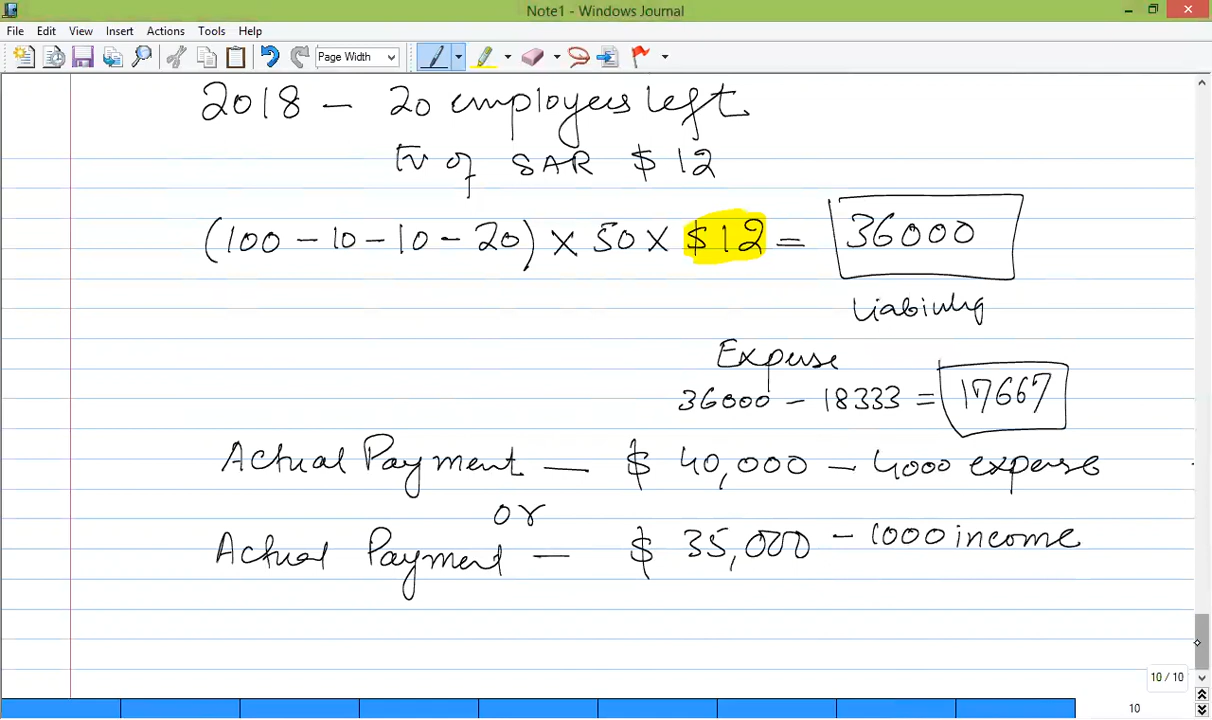 Note1 - Windows Journal
File Edit View Insert Actions Tools Help
Page Width
2018 - 20 employees left
FV of SAR $ 12
(100 - 10 - 10 - 20) × 50 × $12 = 36000
Liability
Expense
36000 - 18333 = 17667
Actual Payment - $ 40,000 - 4000 expense
or
Actual Payment - $ 35,000 - 1000 income
10 / 10
10